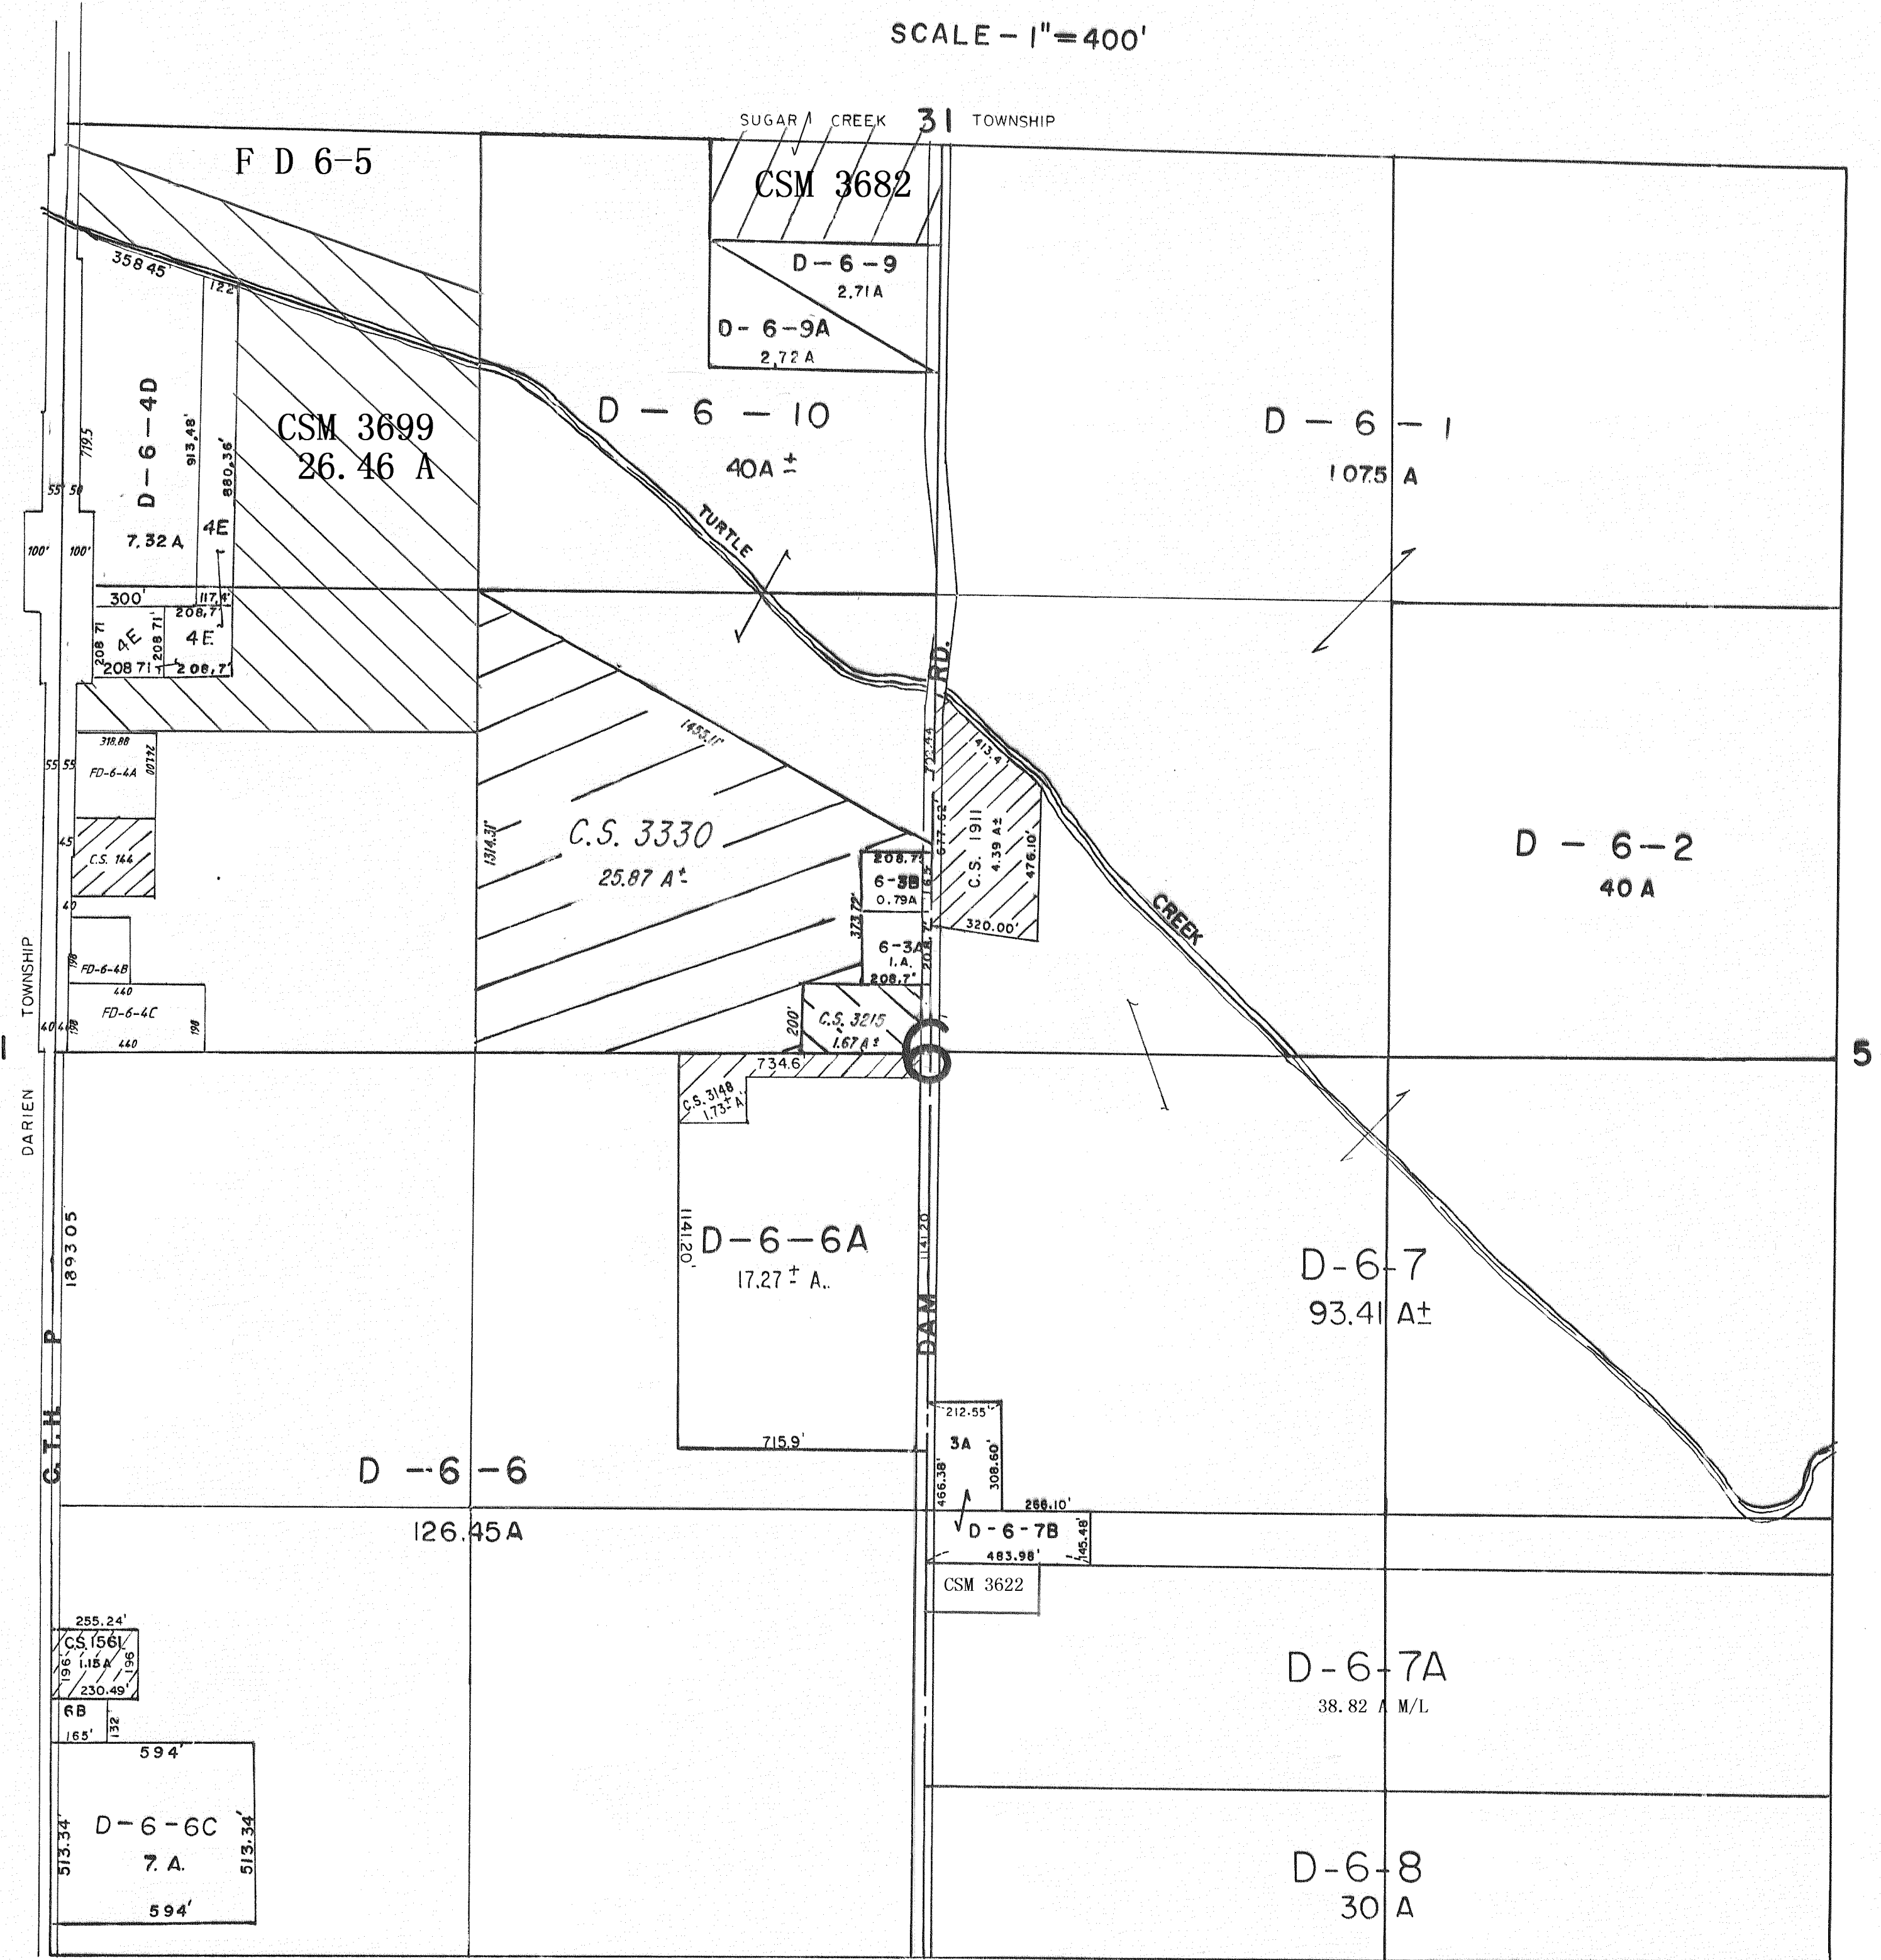 SCALE - 1"=400'
SUGAR CREEK 31 TOWNSHIP
F D 6-5
CSM 3682
D-6-9
2.71A
D-6-9A
2.72 A
358 45'
122'
D-6-4D
7.32 A
719.5
913.48'
880.36'
4E
CSM 3699
26.46 A
D-6-10
40A ±
D-6-1
107.5 A
TURTLE
55 50
100' 100'
300'
117.4'
208.7'
208 71
4E
208 71'
4E
208 71'
208.7'
RD.
318.88
FD-6-4A
241.00
55 55
C.S. 144
45
40
198
FD-6-4B
440
FD-6-4C
198
198
440
TOWNSHIP
DARIEN
1455.11'
1314.31'
C.S. 3330
25.87 A±
208.7'
6-3B
0.79A
165'
373.72'
6-3A
1.A.
208.7'
208.7'
677.62'
413.4
C.S. 1911
4.39 A±
476.10'
320.00'
CREEK
D-6-2
40 A
200'
C.S. 3215
1.67 A±
6
5
734.6
C.S. 3148
1.73± A.
1141.20'
D-6-6A
17.27 ± A.
1141.20
DAM
715.9'
D-6-7
93.41 A±
1893 05
C.T.H. P
D-6-6
126.45A
212.55'
3A
308.60'
466.38'
266.10'
D-6-7B
145.48'
483.98'
CSM 3622
255.24'
C.S. 1561
1.15A
196
196
230.49'
6B
165'
132
594'
D-6-6C
7. A.
513.34'
513.34'
594'
D-6-7A
38.82 A M/L
D-6-8
30 A